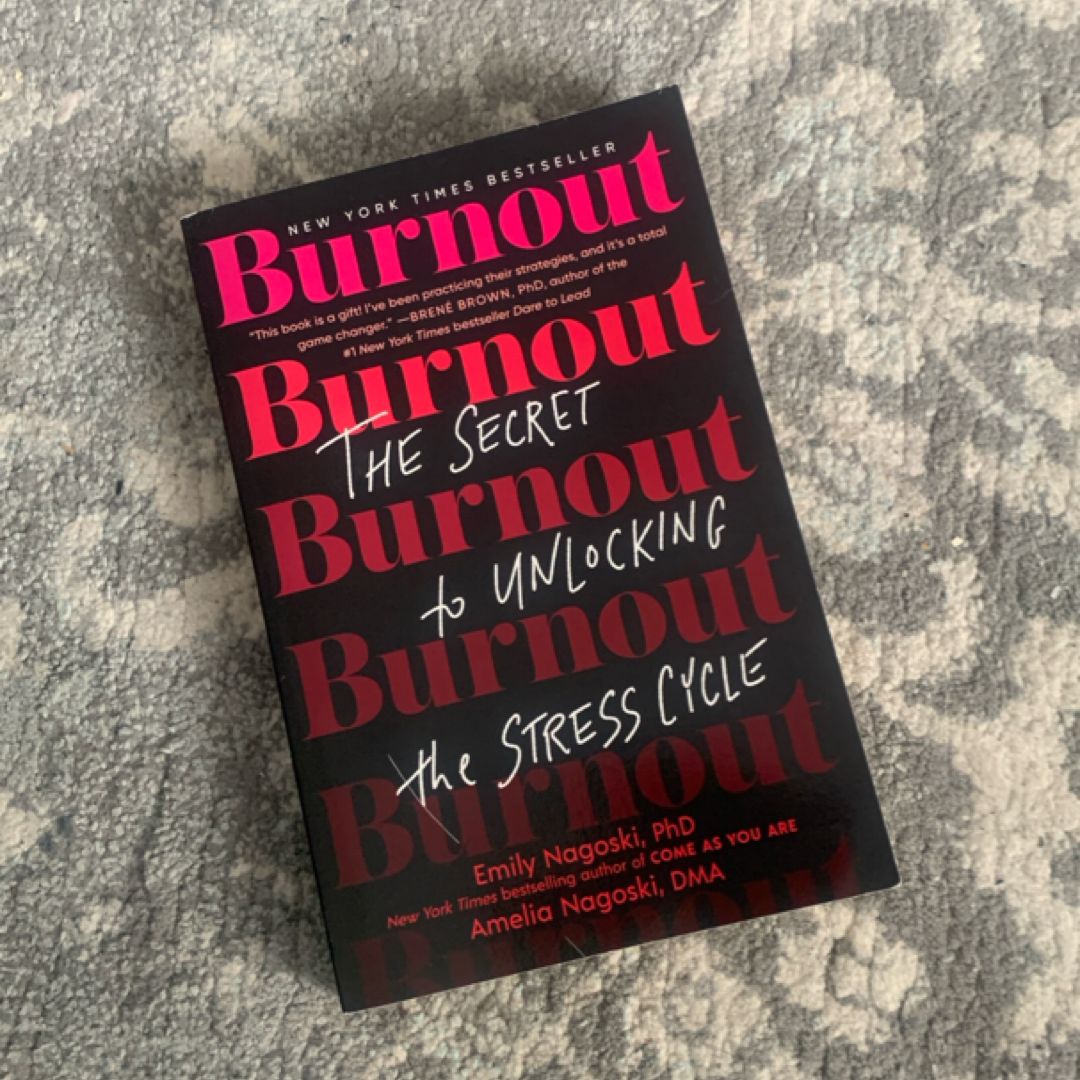 NEW YORK TIMES BESTSELLER
Burnout
"This book is a gift! I've been practicing their strategies, and it's a total
game changer." —BRENÉ BROWN, PhD, author of the
#1 New York Times bestseller Dare to Lead
Burnout
THE SECRET
Burnout
to UNLOCKING
Burnout
the STRESS CYCLE
Burnout
Emily Nagoski, PhD
New York Times bestselling author of COME AS YOU ARE
Amelia Nagoski, DMA
Burnout